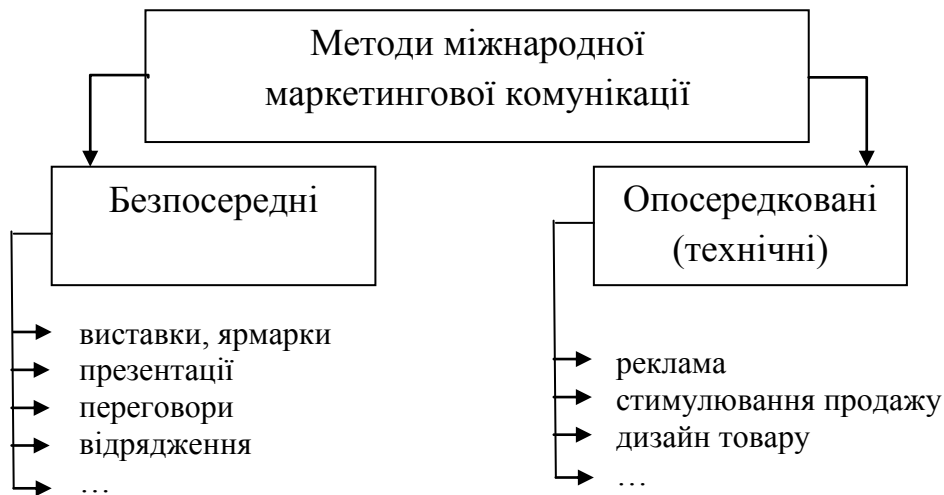 Методи міжнародної
маркетингової комунікації
Безпосередні
виставки, ярмарки
презентації
переговори
відрядження
…
Опосередковані
(технічні)
реклама
стимулювання продажу
дизайн товару
…